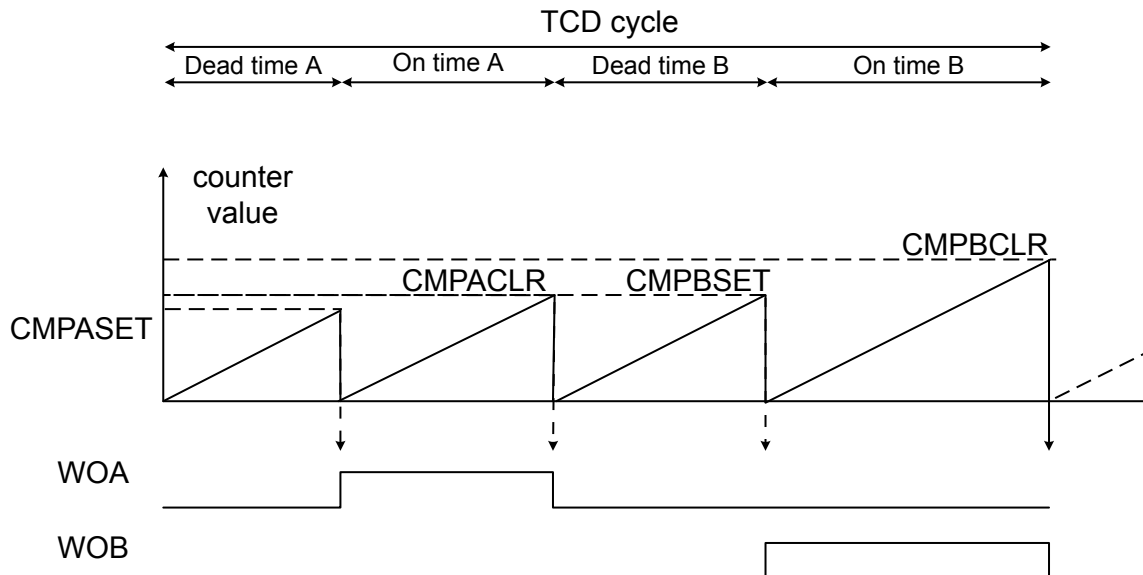 TCD cycle
Dead time A
On time A
Dead time B
On time B
counter
value
CMPBCLR
CMPACLR
CMPBSET
CMPASET
WOA
WOB